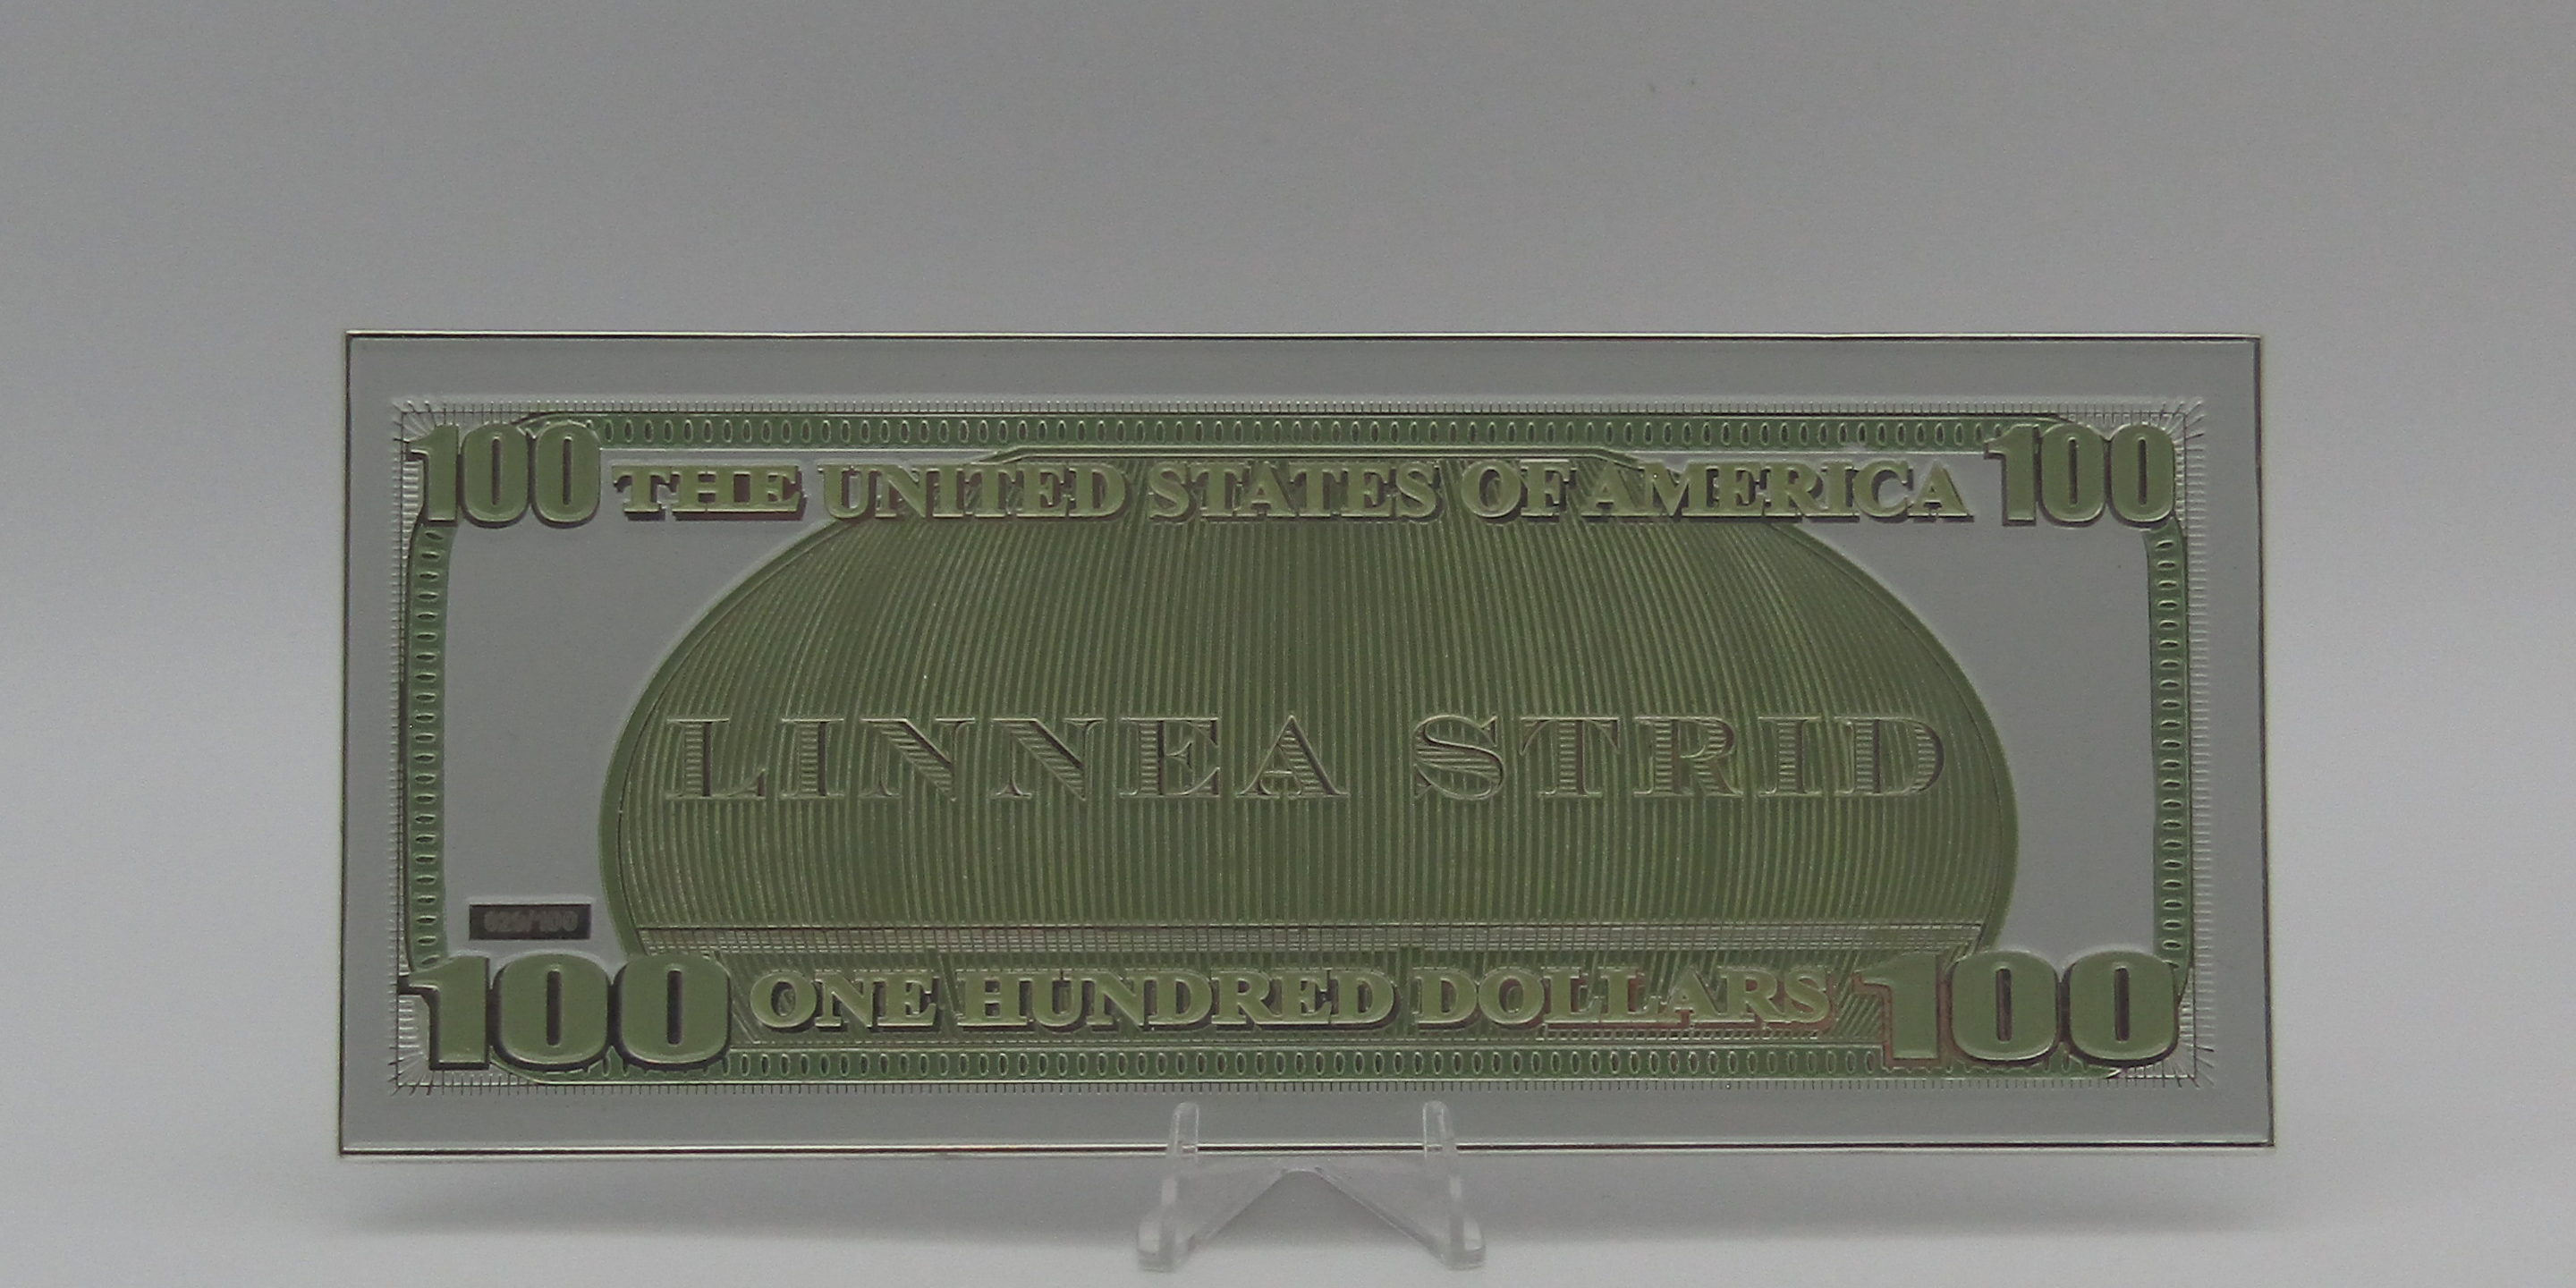 100 THE UNITED STATES OF AMERICA 100
LINNEA STRID
100 ONE HUNDRED DOLLARS 100